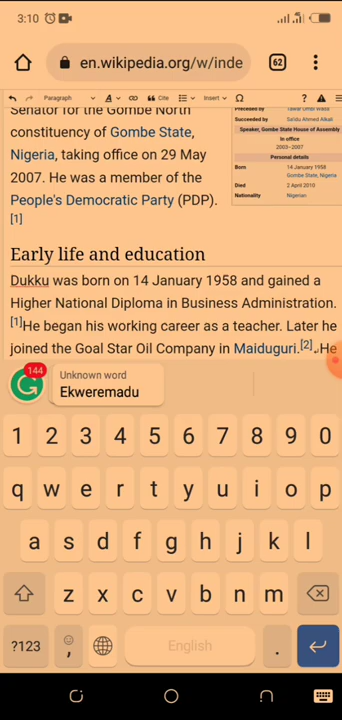 3:10
en.wikipedia.org/w/inde
62
Paragraph A Cite Insert Ω ?
Senator for the Gombe North
constituency of Gombe State,
Nigeria, taking office on 29 May
2007. He was a member of the
People's Democratic Party (PDP).
[1]
Preceded by
Succeeded by Sa'idu Ahmed Alkali
Speaker, Gombe State House of Assembly
In office
2003–2007
Personal details
Born 14 January 1958
Gombe State, Nigeria
Died 2 April 2010
Nationality Nigerian
Early life and education
Dukku was born on 14 January 1958 and gained a
Higher National Diploma in Business Administration.
[1]He began his working career as a teacher. Later he
joined the Goal Star Oil Company in Maiduguri.[2]. He
144
G
Unknown word
Ekweremadu
1 2 3 4 5 6 7 8 9 0
q w e r t y u i o p
a s d f g h j k l
z x c v b n m
?123 , English .